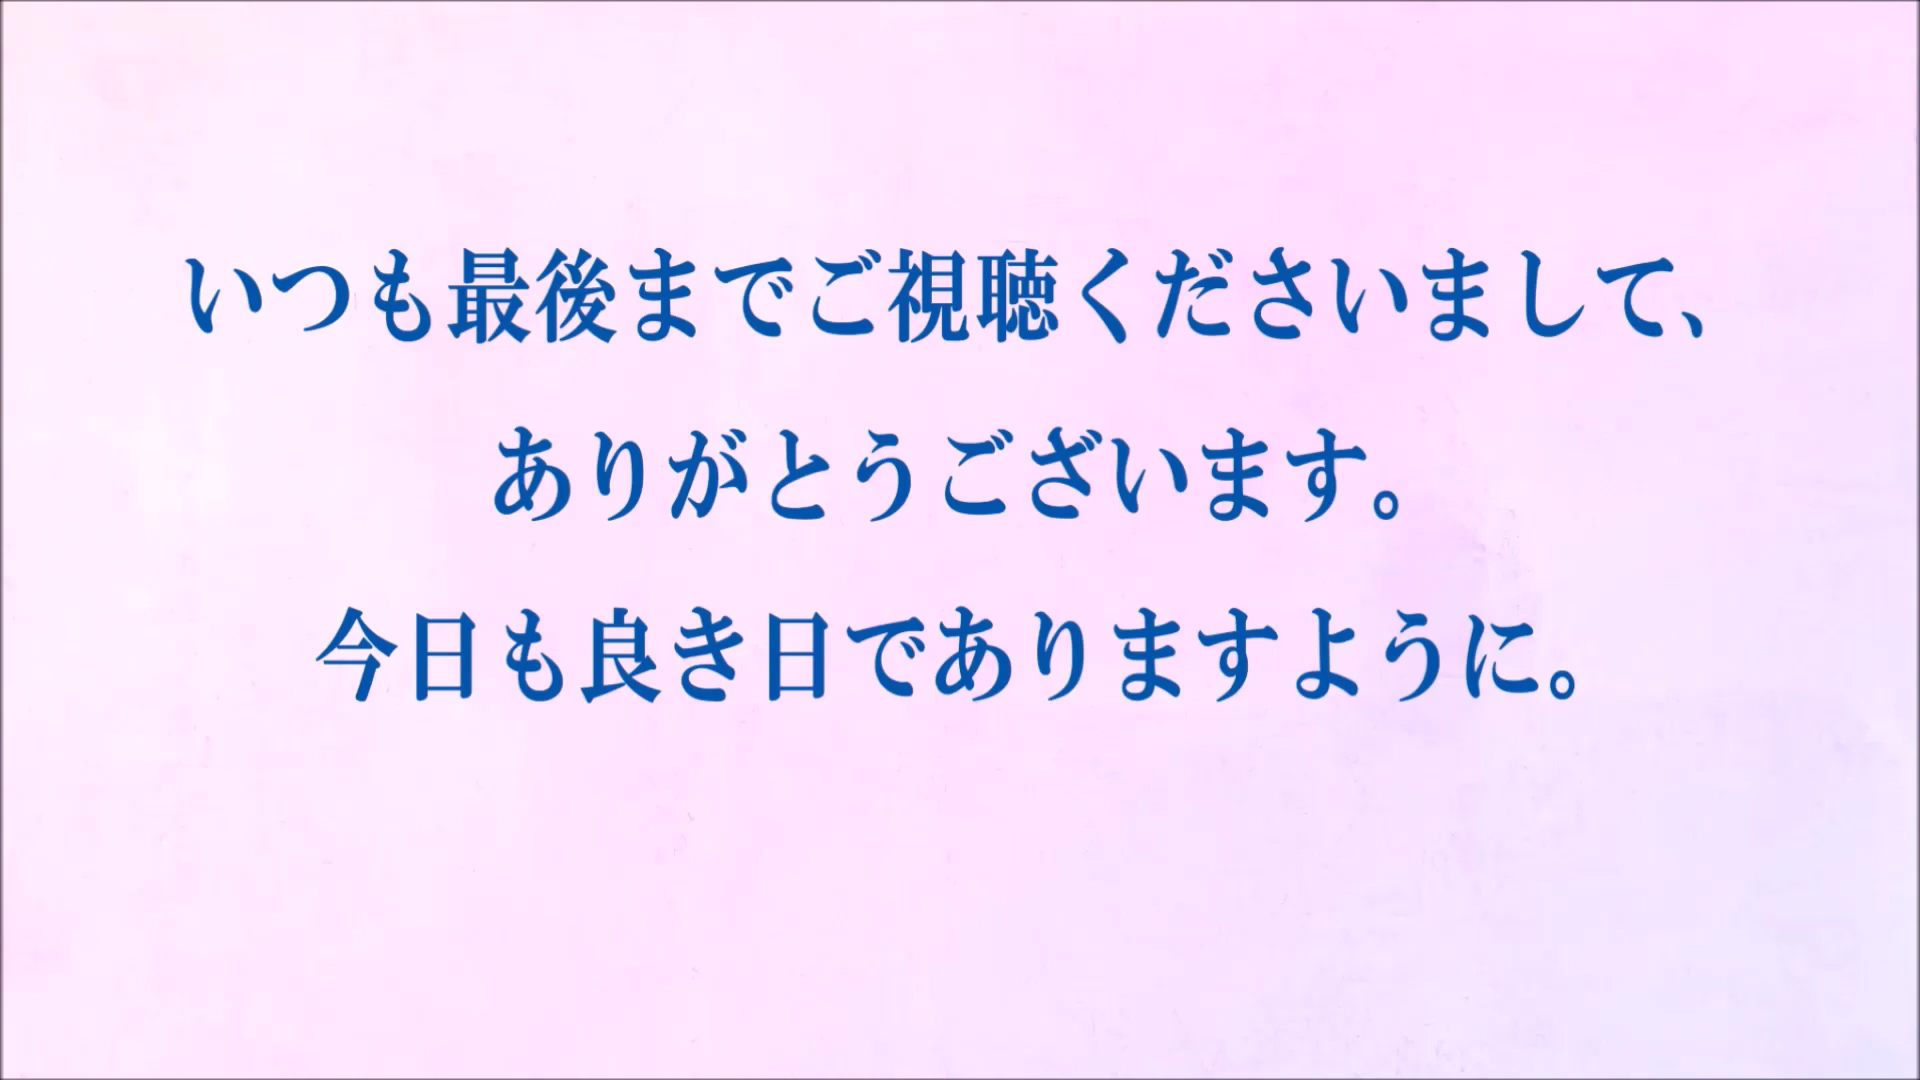 いつも最後までご視聴くださいまして、
ありがとうございます。
今日も良き日でありますように。